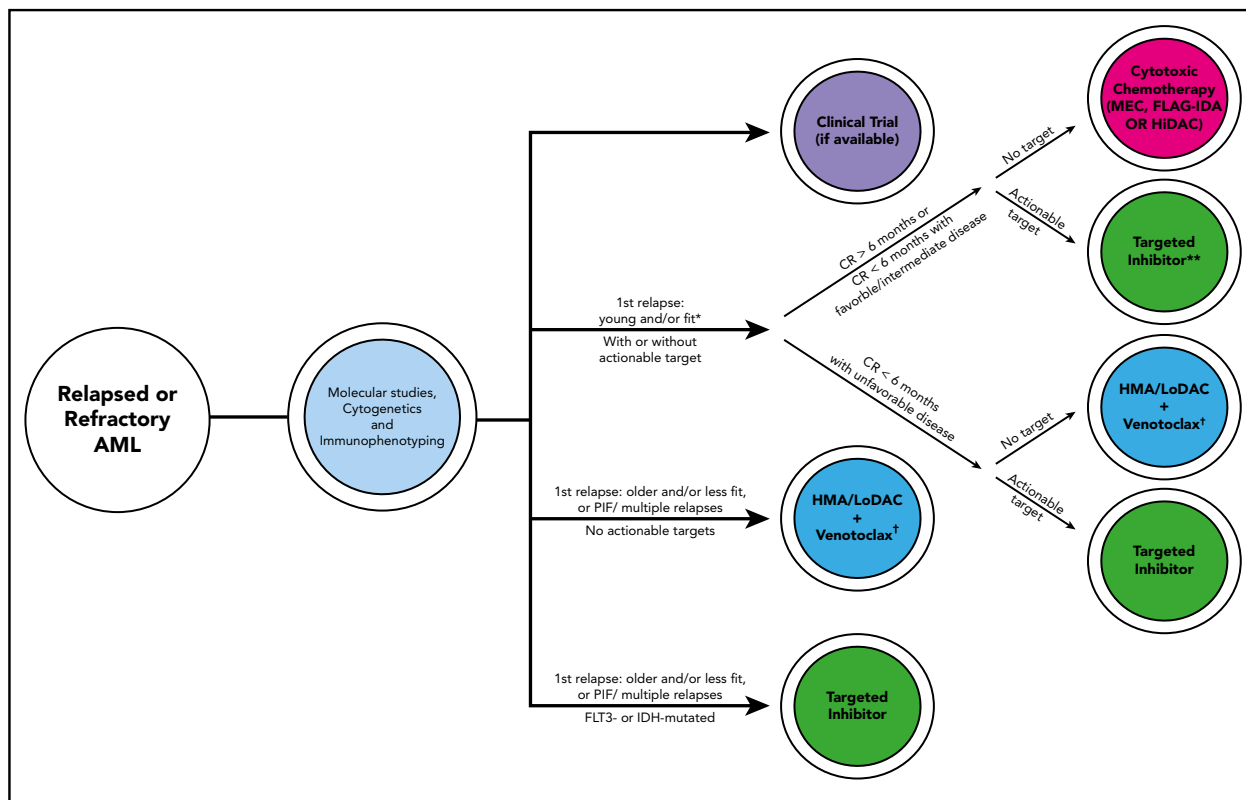 Relapsed or
Refractory
AML
Molecular studies,
Cytogenetics
and
Immunophenotyping
Clinical Trial
(if available)
1st relapse:
young and/or fit*
With or without
actionable target
CR > 6 months or
CR < 6 months with
favorble/intermediate disease
No target
Cytotoxic
Chemotherapy
(MEC, FLAG-IDA
OR HiDAC)
Actionable
target
Targeted
Inhibitor**
CR < 6 months
with unfavorable disease
No target
HMA/LoDAC
+
Venotoclax†
Actionable
target
Targeted
Inhibitor
1st relapse: older and/or less fit,
or PIF/ multiple relapses
No actionable targets
HMA/LoDAC
+
Venotoclax†
1st relapse: older and/or less fit,
or PIF/ multiple relapses
FLT3- or IDH-mutated
Targeted
Inhibitor